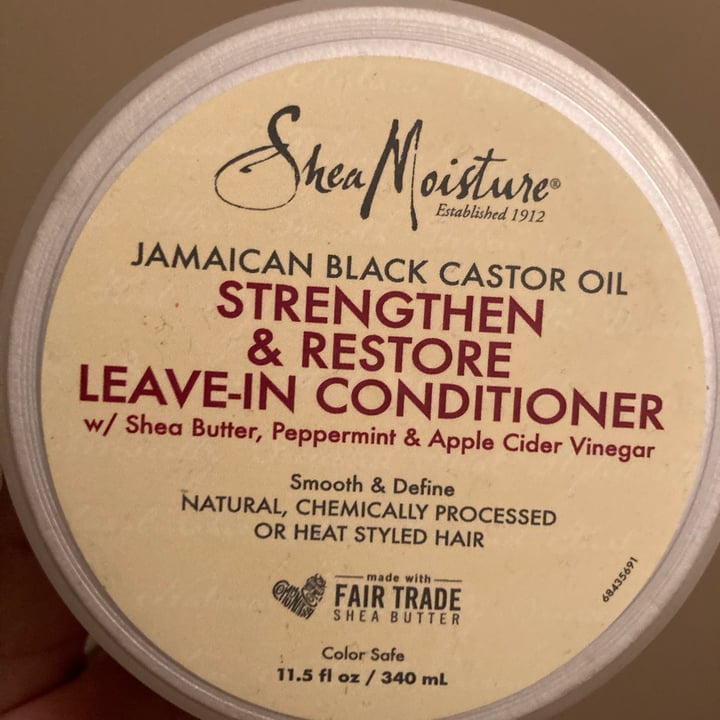 SheaMoisture®
Established 1912
JAMAICAN BLACK CASTOR OIL
STRENGTHEN
& RESTORE
LEAVE-IN CONDITIONER
w/ Shea Butter, Peppermint & Apple Cider Vinegar
Smooth & Define
NATURAL, CHEMICALLY PROCESSED
OR HEAT STYLED HAIR
COMMUNITY
made with
FAIR TRADE
SHEA BUTTER
68435691
Color Safe
11.5 fl oz / 340 mL